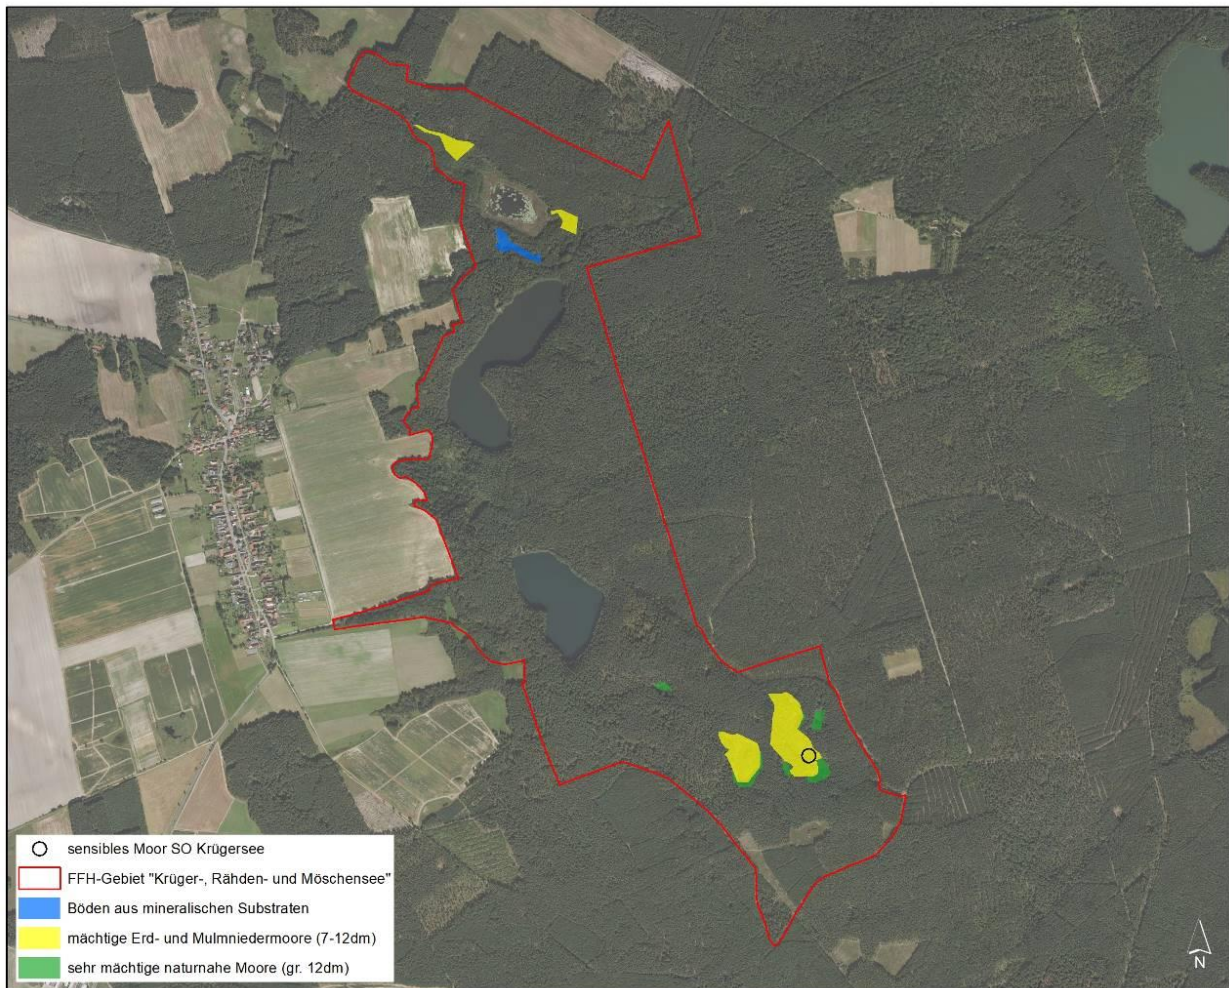 sensibles Moor SO Krügersee
FFH-Gebiet "Krüger-, Rähden- und Möschensee"
Böden aus mineralischen Substraten
mächtige Erd- und Mulmniedermoore (7-12dm)
sehr mächtige naturnahe Moore (gr. 12dm)
N